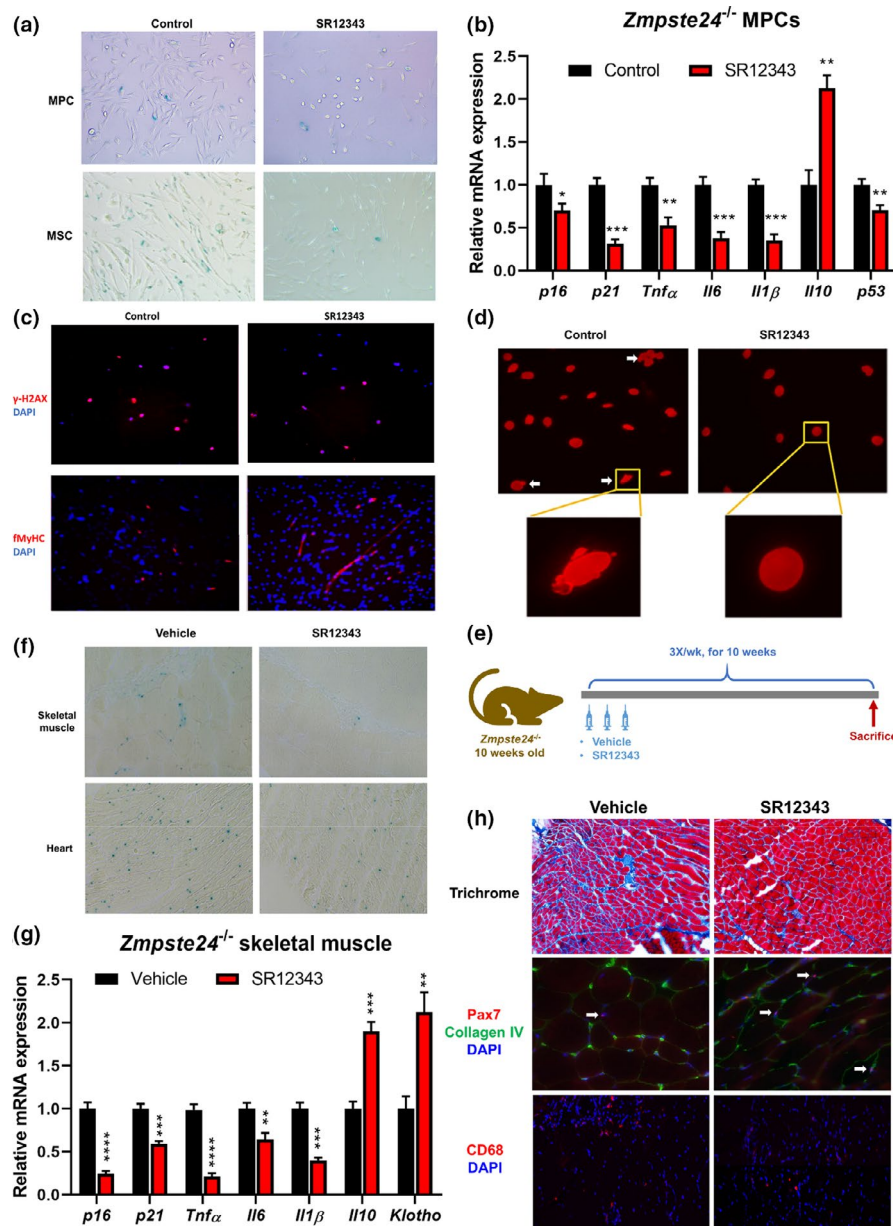 (a)
Control
SR12343
MPC
MSC
(b)
Zmpste24-/- MPCs
Control
SR12343
Relative mRNA expression
2.5
2.0
1.5
1.0
0.5
0.0
*
***
**
***
***
**
**
p16
p21
Tnfα
Il6
Il1β
Il10
p53
(c)
Control
SR12343
γ-H2AX
DAPI
fMyHC
DAPI
(d)
Control
SR12343
(f)
Vehicle
SR12343
Skeletal
muscle
Heart
(e)
3X/wk, for 10 weeks
Zmpste24-/-
10 weeks old
• Vehicle
• SR12343
Sacrifice
(g)
Zmpste24-/- skeletal muscle
Vehicle
SR12343
Relative mRNA expression
2.5
2.0
1.5
1.0
0.5
0.0
****
***
****
**
***
***
**
p16
p21
Tnfα
Il6
Il1β
Il10
Klotho
(h)
Vehicle
SR12343
Trichrome
Pax7
Collagen IV
DAPI
CD68
DAPI